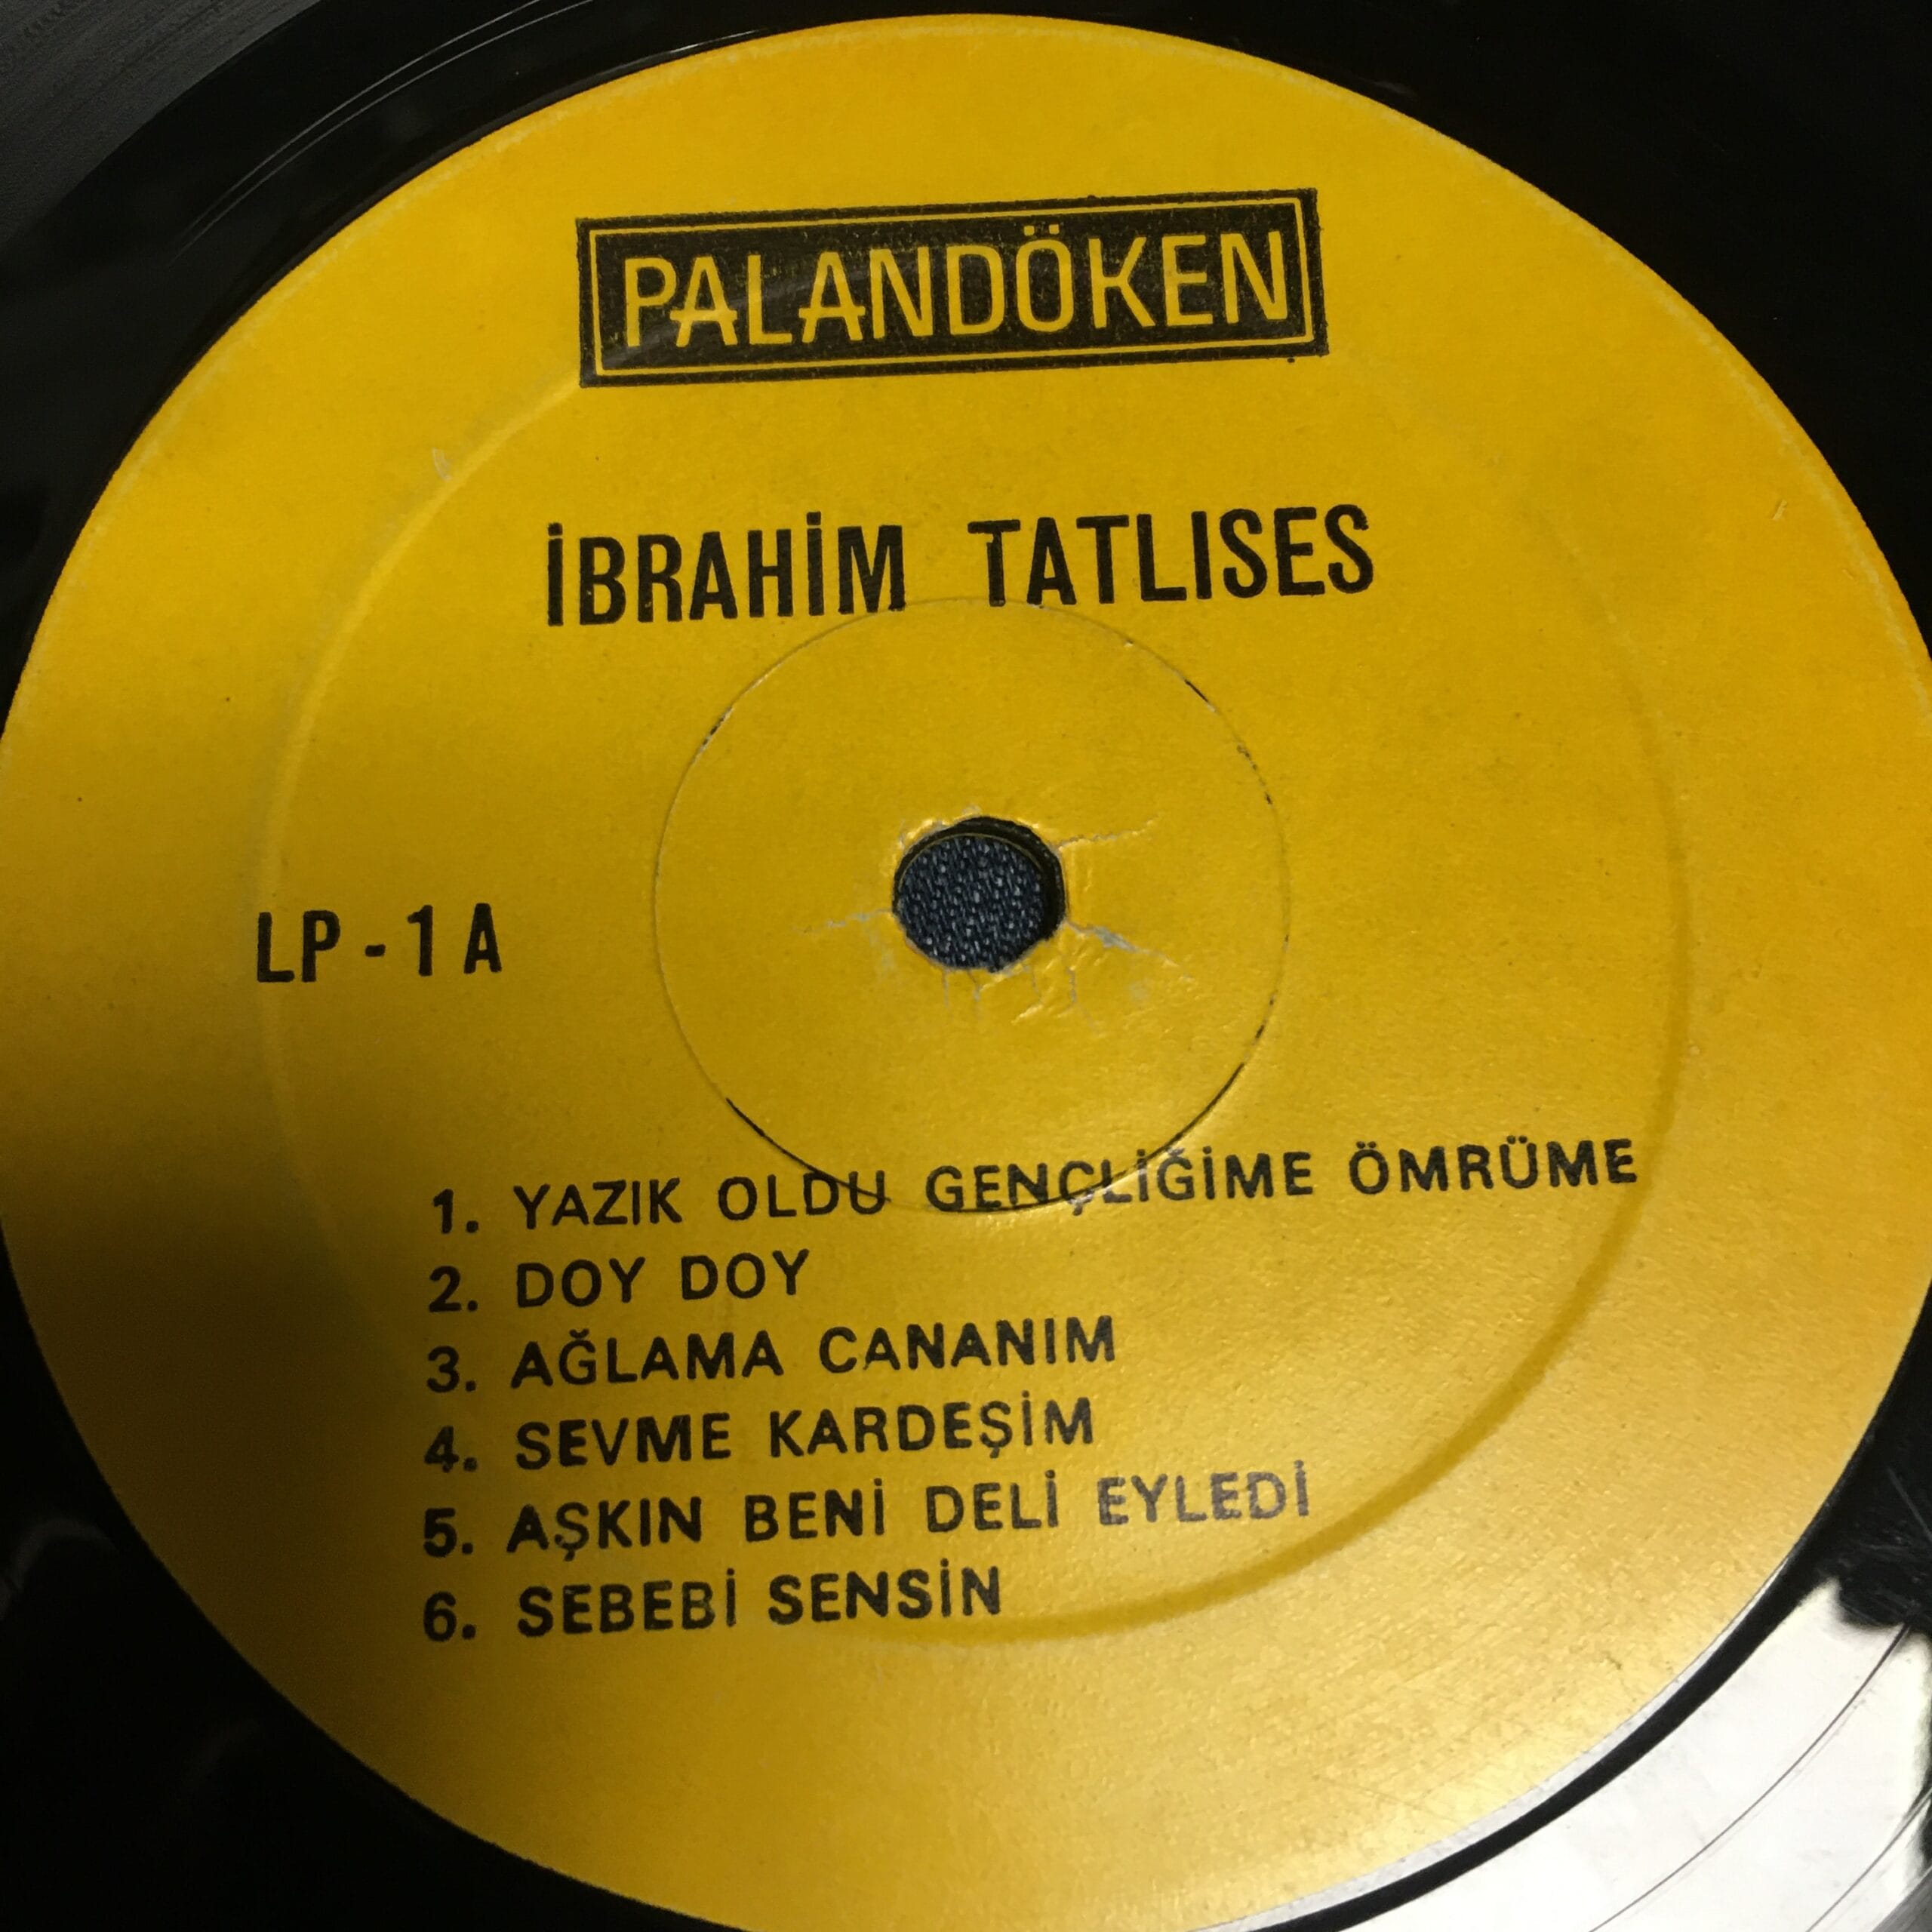 PALANDÖKEN
İBRAHİM TATLISES
LP - 1 A
1. YAZIK OLDU GENÇLİĞİME ÖMRÜME
2. DOY DOY
3. AĞLAMA CANANIM
4. SEVME KARDEŞİM
5. AŞKIN BENİ DELİ EYLEDİ
6. SEBEBİ SENSİN